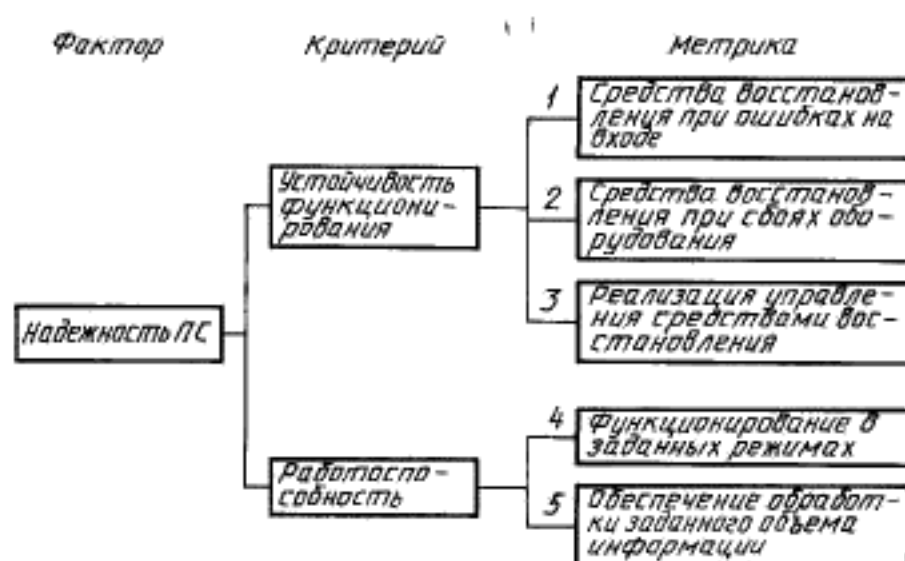 Фактор Критерий Метрика
1 Средства восстанов-
ления при ошибках на
входе
Устойчивость
функциони-
рования
2 Средства восстанов-
ления при сбоях обо-
рудования
3 Реализация управле-
ния средствами вос-
становления
Надежность ПС
4 Функционирование в
заданных режимах
Работоспо-
собность
5 Обеспечение обработ-
ки заданного объема
информации